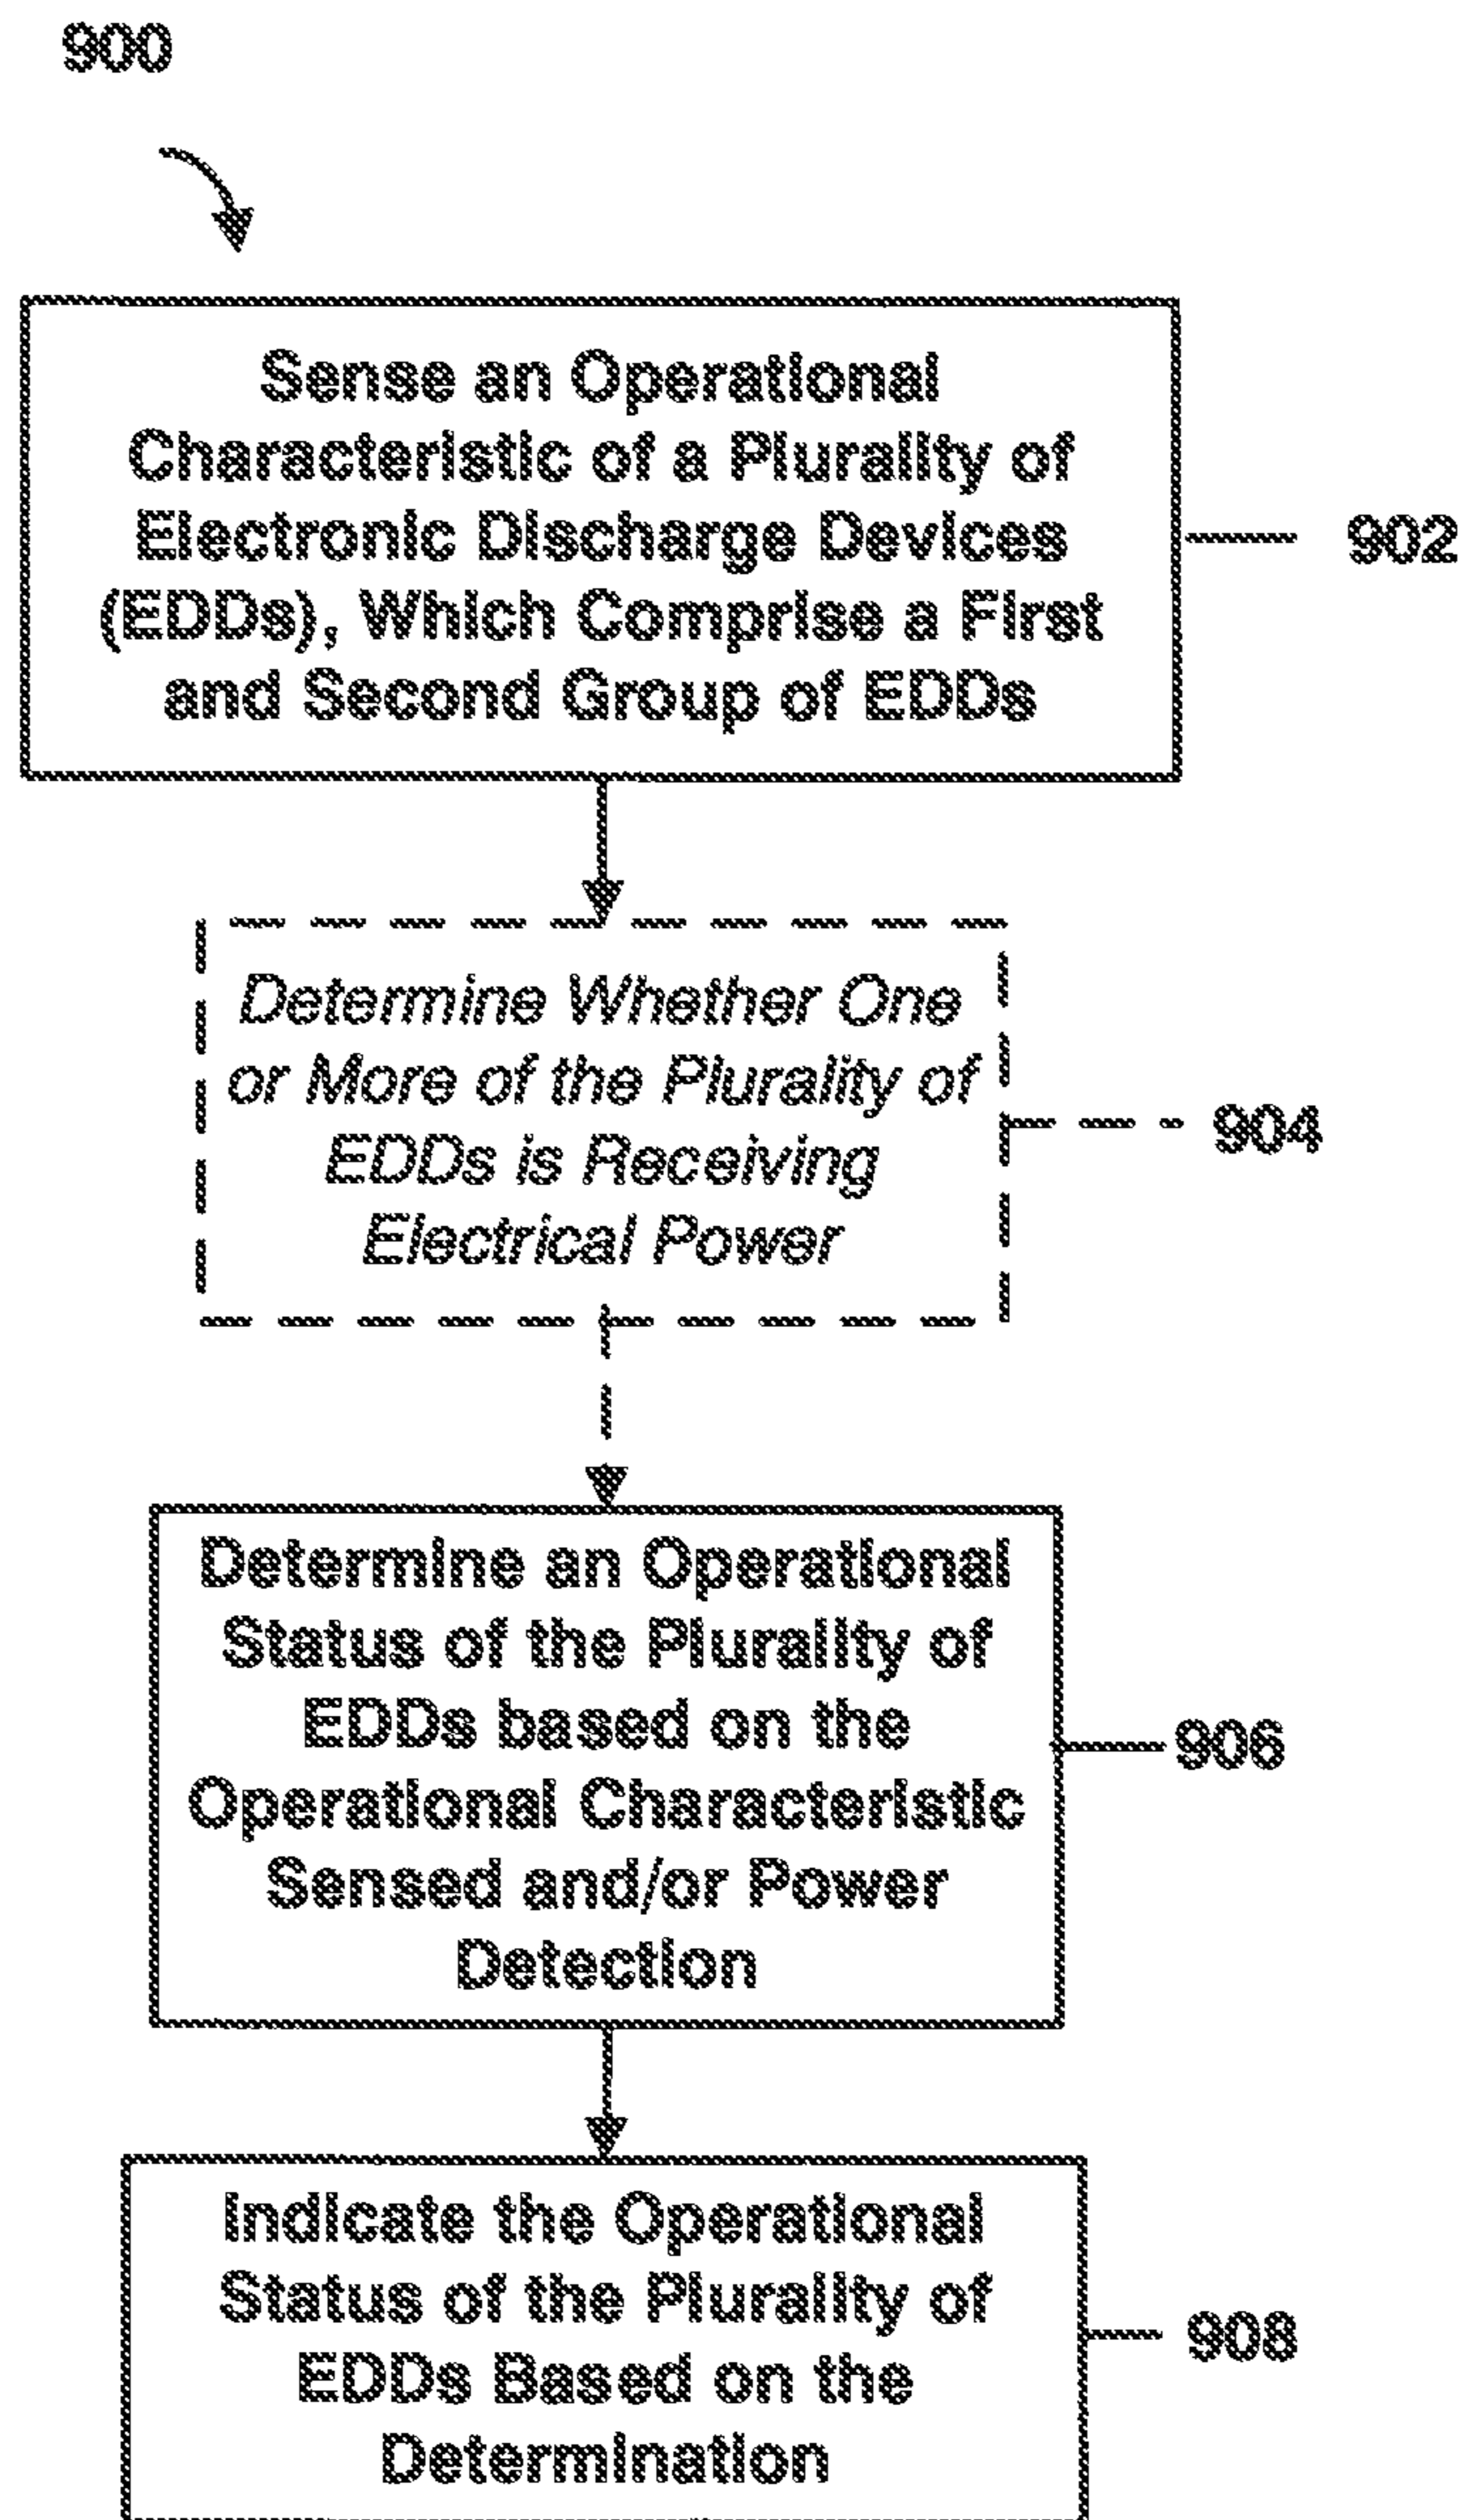 900
Sense an Operational
Characteristic of a Plurality of
Electronic Discharge Devices
(EDDs), Which Comprise a First
and Second Group of EDDs
902
Determine Whether One
or More of the Plurality of
EDDs is Receiving
Electrical Power
904
Determine an Operational
Status of the Plurality of
EDDs based on the
Operational Characteristic
Sensed and/or Power
Detection
906
Indicate the Operational
Status of the Plurality of
EDDs Based on the
Determination
908